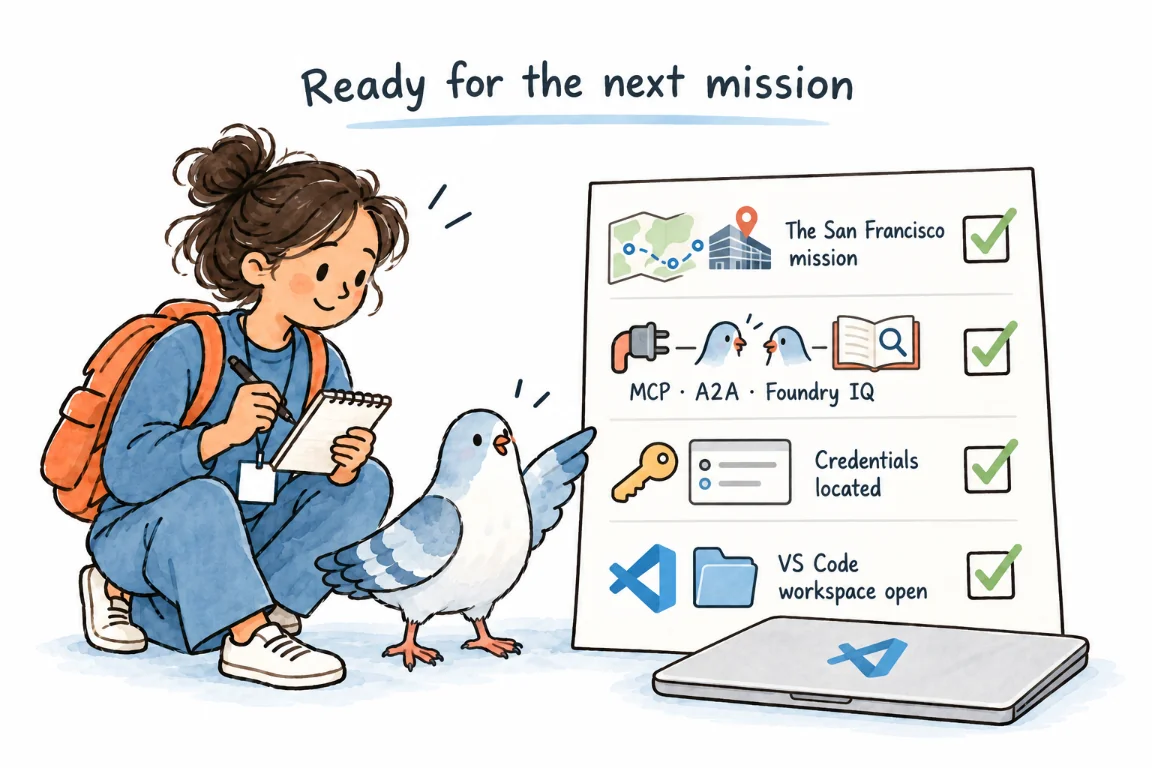 Ready for the next mission
The San Francisco
mission
MCP · A2A · Foundry IQ
Credentials
located
VS Code
workspace open